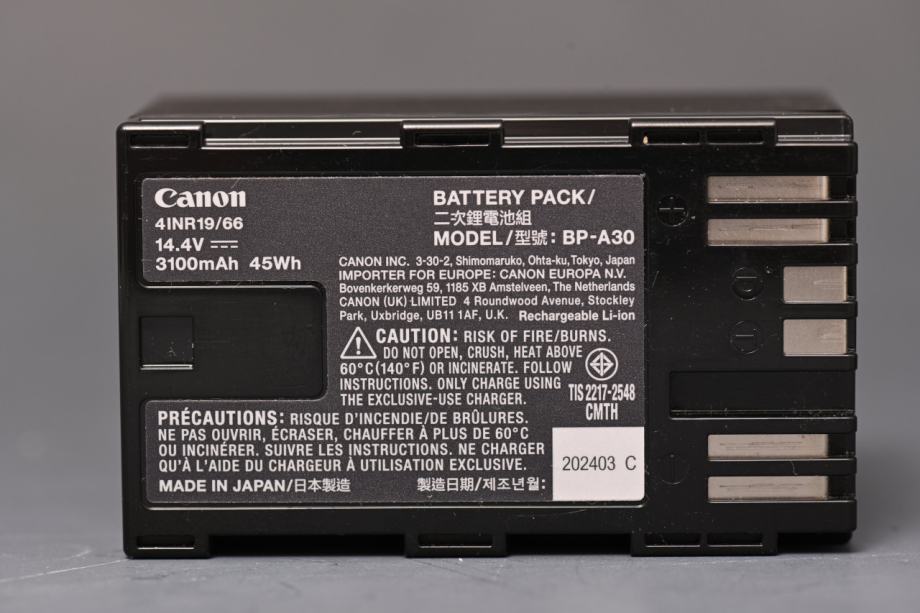 Canon
4INR19/66
14.4V ⎓
3100mAh 45Wh
BATTERY PACK/
二次鋰電池組
MODEL/型號: BP-A30
CANON INC. 3-30-2, Shimomaruko, Ohta-ku, Tokyo, Japan
IMPORTER FOR EUROPE: CANON EUROPA N.V.
Bovenkerkerweg 59, 1185 XB Amstelveen, The Netherlands
CANON (UK) LIMITED 4 Roundwood Avenue, Stockley
Park, Uxbridge, UB11 1AF, U.K. Rechargeable Li-ion
CAUTION: RISK OF FIRE/BURNS.
DO NOT OPEN, CRUSH, HEAT ABOVE
60°C(140°F) OR INCINERATE. FOLLOW
INSTRUCTIONS. ONLY CHARGE USING
THE EXCLUSIVE-USE CHARGER.
TIS 2217-2548
CMTH
PRÉCAUTIONS: RISQUE D'INCENDIE/DE BRÛLURES.
NE PAS OUVRIR, ÉCRASER, CHAUFFER À PLUS DE 60°C
OU INCINÉRER. SUIVRE LES INSTRUCTIONS. NE CHARGER
QU'À L'AIDE DU CHARGEUR À UTILISATION EXCLUSIVE.
MADE IN JAPAN/日本製造
製造日期/제조년월:
202403 C
+
D
−
A